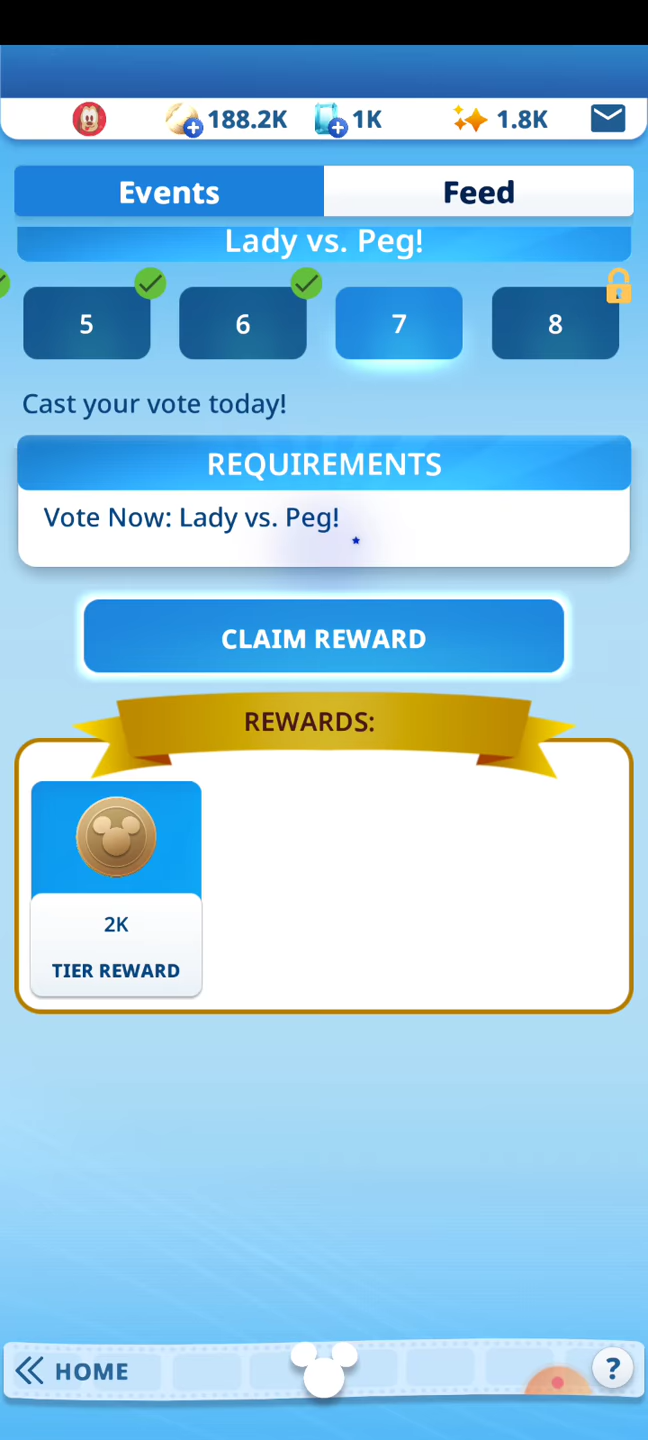 188.2K
1K
1.8K
Events
Feed
Lady vs. Peg!
5
6
7
8
Cast your vote today!
REQUIREMENTS
Vote Now: Lady vs. Peg!
CLAIM REWARD
REWARDS:
2K
TIER REWARD
HOME
?